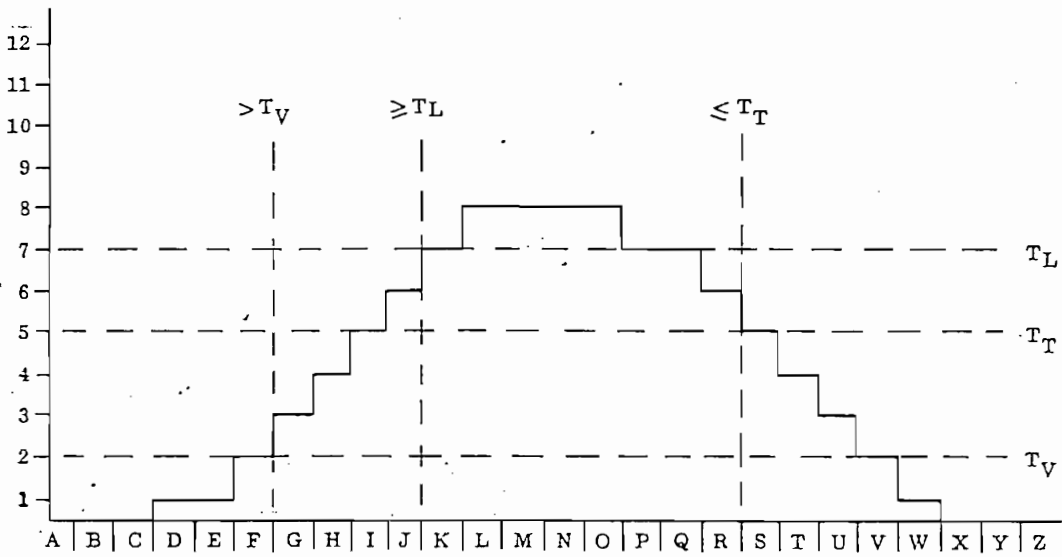 12
11
> T_V ≥ T_L ≤ T_T
10
9
8
7 T_L
6
5 T_T
4
3
2 T_V
1
A B C D E F G H I J K L M N O P Q R S T U V W X Y Z